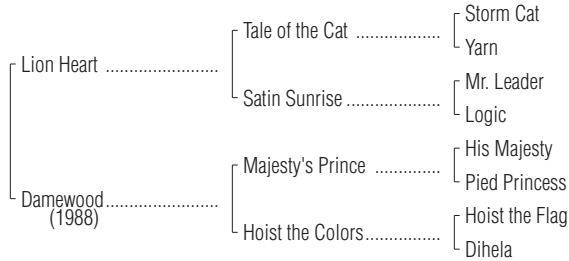 Storm Cat
Tale of the Cat ..................
Yarn
Lion Heart ........................
Mr. Leader
Satin Sunrise ....................
Logic
His Majesty
Majesty's Prince ..............
Pied Princess
Damewood........................
(1988)
Hoist the Flag
Hoist the Colors................
Dihela